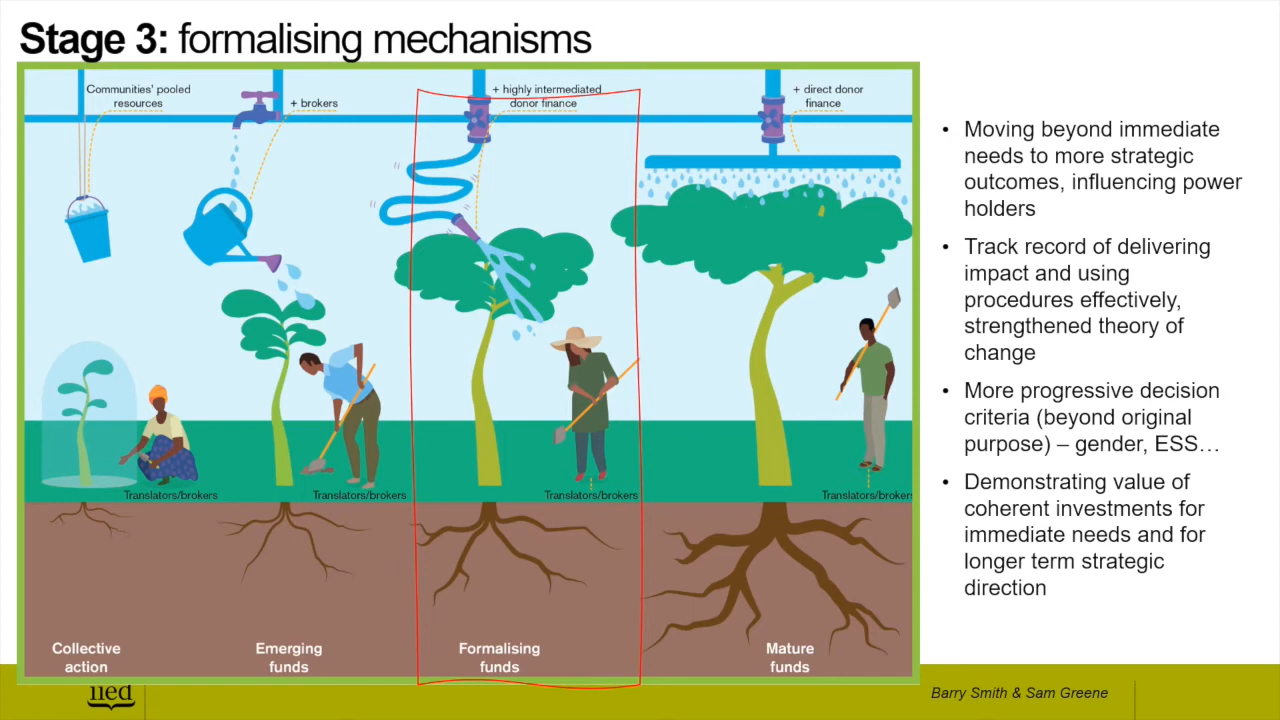 Stage 3: formalising mechanisms
Communities’ pooled
resources
+ brokers
+ highly intermediated
donor finance
+ direct donor
finance
Translators/brokers
Translators/brokers
Translators/brokers
Translators/brokers
Collective
action
Emerging
funds
Formalising
funds
Mature
funds
• Moving beyond immediate
needs to more strategic
outcomes, influencing power
holders
• Track record of delivering
impact and using
procedures effectively,
strengthened theory of
change
• More progressive decision
criteria (beyond original
purpose) – gender, ESS…
• Demonstrating value of
coherent investments for
immediate needs and for
longer term strategic
direction
iied
Barry Smith & Sam Greene